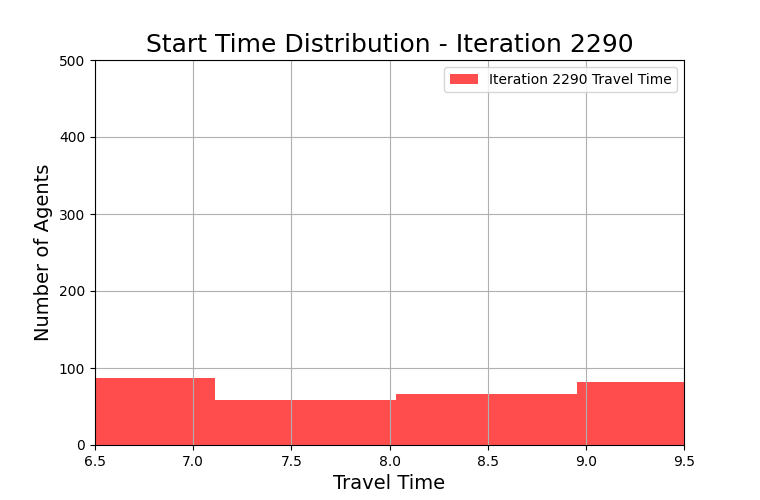 Start Time Distribution - Iteration 2290
Iteration 2290 Travel Time
Number of Agents
500
400
300
200
100
0
6.5 7.0 7.5 8.0 8.5 9.0 9.5
Travel Time